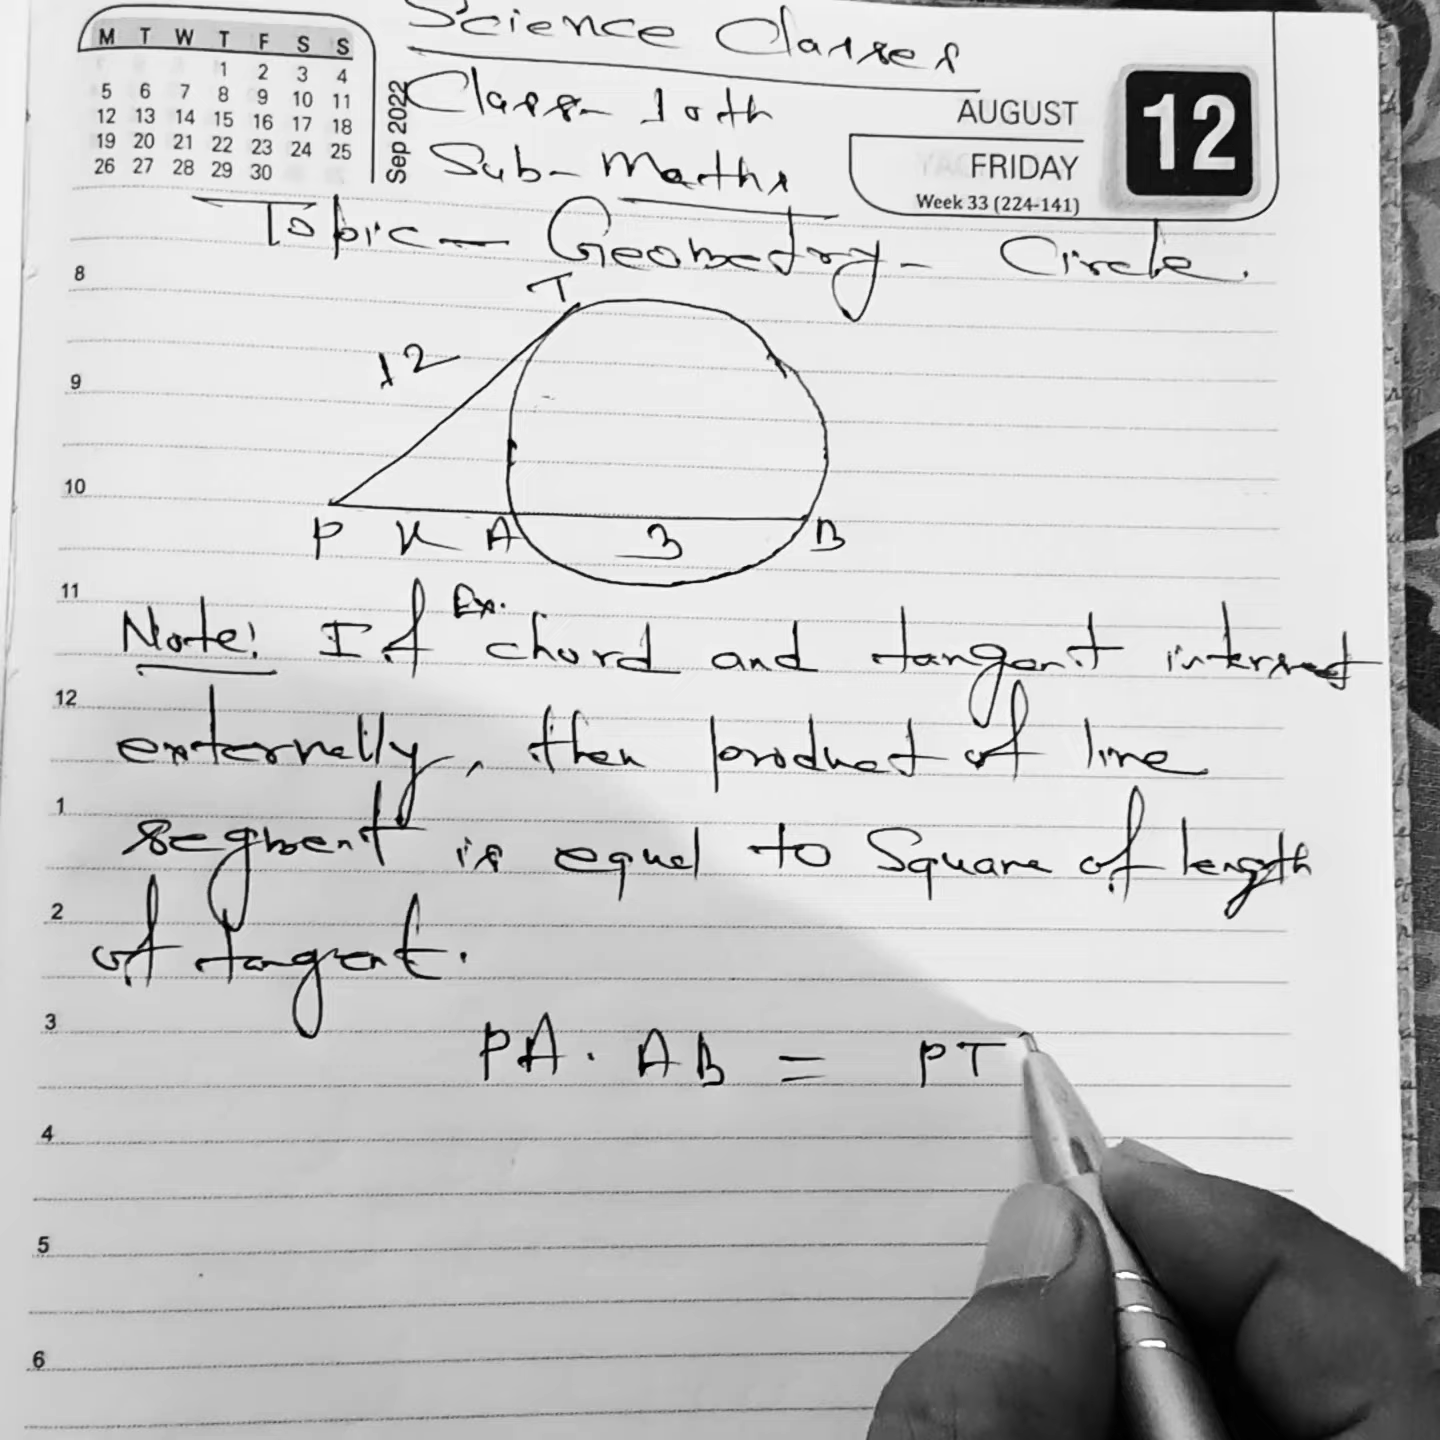 Science Classes
M T W T F S S
1 2 3 4
5 6 7 8 9 10 11
12 13 14 15 16 17 18
19 20 21 22 23 24 25
26 27 28 29 30
Sep 2022
Class- 10th
Sub- Maths
AUGUST
FRIDAY
Week 33 (224-141)
12
Topic- Geometry- Circle.
8
T
12
9
10
P x A 3 B
11
Ex.
Note! If chord and tangent intersect
12
externally, then product of line
1
segment is equal to Square of length
2
of tangent.
3
PA. AB = PT
4
5
6